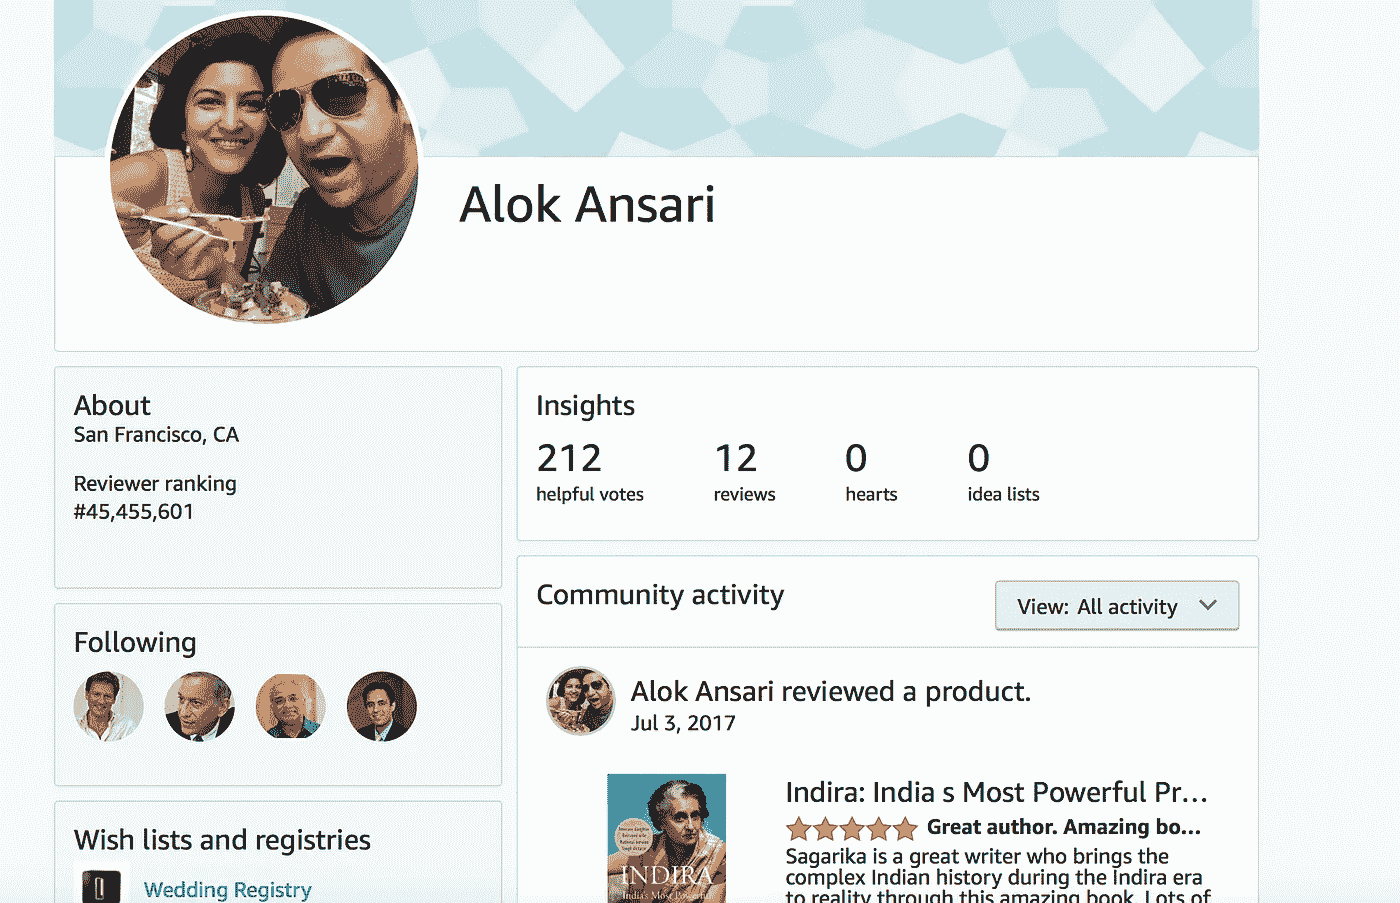 Alok Ansari
About
San Francisco, CA
Reviewer ranking
#45,455,601
Following
Wish lists and registries
Wedding Registry
Insights
212 12 0 0
helpful votes reviews hearts idea lists
Community activity
View: All activity
Alok Ansari reviewed a product.
Jul 3, 2017
INDIRA
India's Most Powerful
Indira: India s Most Powerful Pr...
Great author. Amazing bo...
Sagarika is a great writer who brings the
complex Indian history during the Indira era
to reality through this amazing book. Lots of